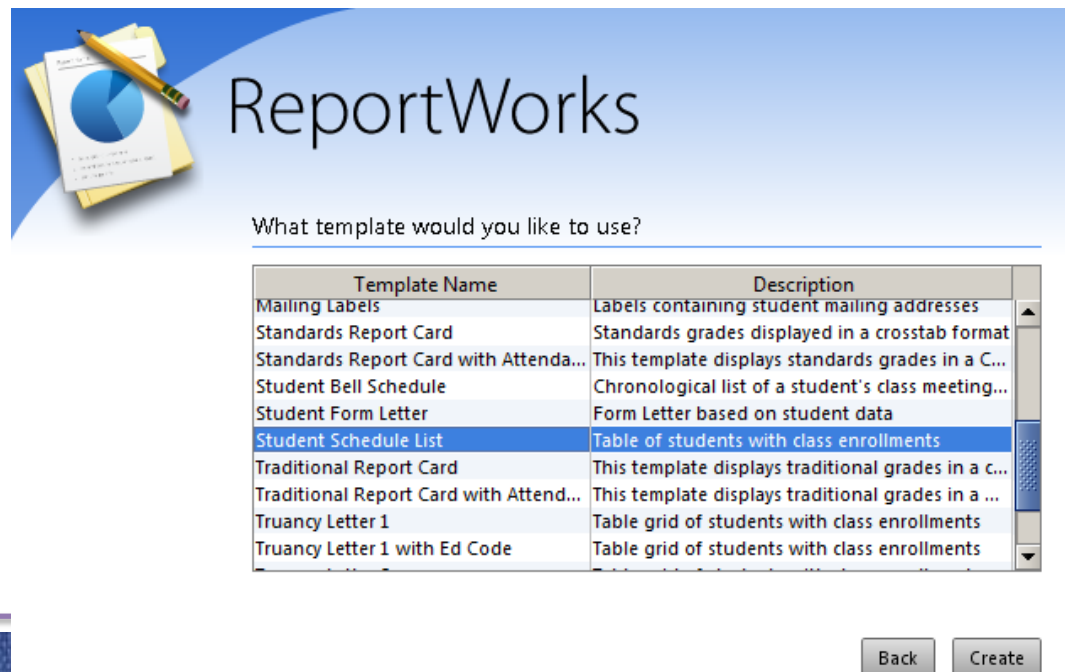 ReportWorks
What template would you like to use?
Template Name Description
Mailing Labels Labels containing student mailing addresses
Standards Report Card Standards grades displayed in a crosstab format
Standards Report Card with Attenda... This template displays standards grades in a C...
Student Bell Schedule Chronological list of a student's class meeting...
Student Form Letter Form Letter based on student data
Student Schedule List Table of students with class enrollments
Traditional Report Card This template displays traditional grades in a c...
Traditional Report Card with Attend... This template displays traditional grades in a ...
Truancy Letter 1 Table grid of students with class enrollments
Truancy Letter 1 with Ed Code Table grid of students with class enrollments
Back Create